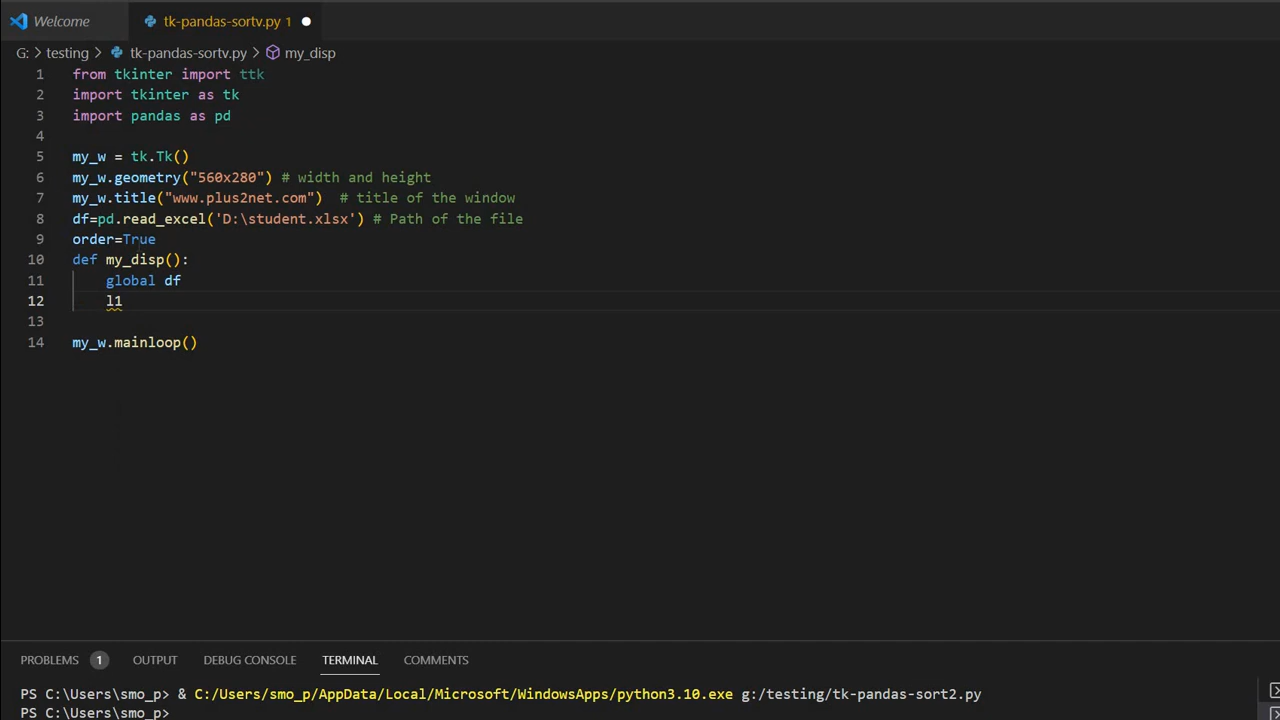 Welcome
tk-pandas-sortv.py 1
G: > testing > tk-pandas-sortv.py > my_disp
1 from tkinter import ttk
2 import tkinter as tk
3 import pandas as pd
4
5 my_w = tk.Tk()
6 my_w.geometry("560x280") # width and height
7 my_w.title("www.plus2net.com")  # title of the window
8 df=pd.read_excel('D:\student.xlsx') # Path of the file
9 order=True
10 def my_disp():
11     global df
12     l1
13
14 my_w.mainloop()
PROBLEMS 1 OUTPUT DEBUG CONSOLE TERMINAL COMMENTS
PS C:\Users\smo_p> & C:/Users/smo_p/AppData/Local/Microsoft/WindowsApps/python3.10.exe g:/testing/tk-pandas-sort2.py
PS C:\Users\smo_p>